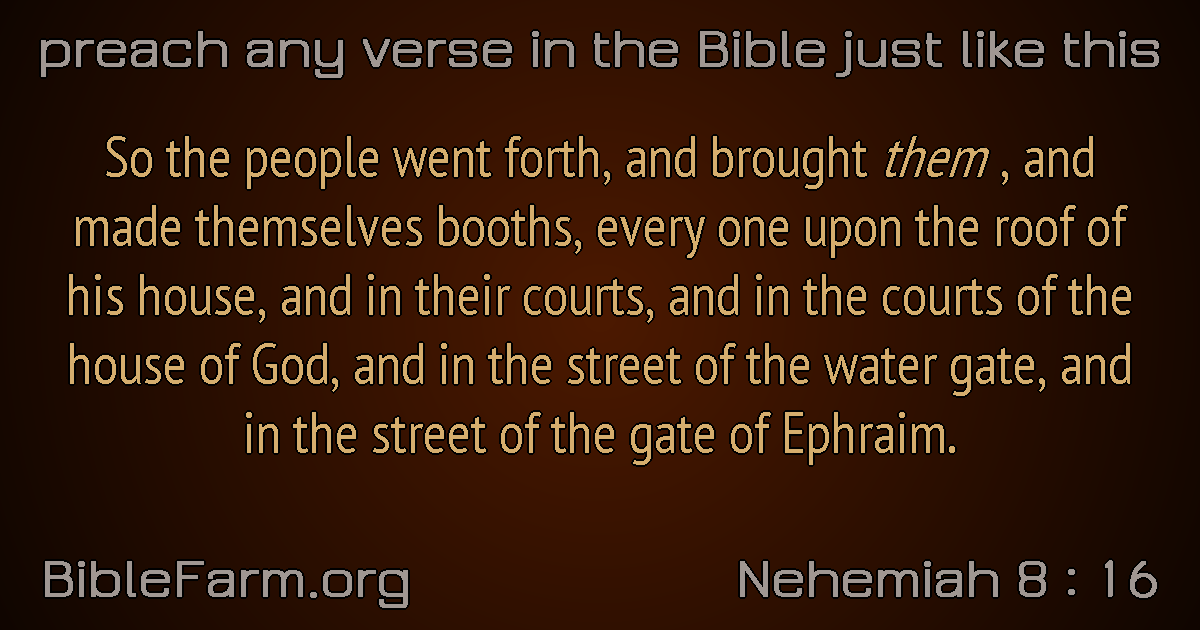 preach any verse in the Bible just like this
So the people went forth, and brought them , and
made themselves booths, every one upon the roof of
his house, and in their courts, and in the courts of the
house of God, and in the street of the water gate, and
in the street of the gate of Ephraim.
BibleFarm.org
Nehemiah 8 : 16